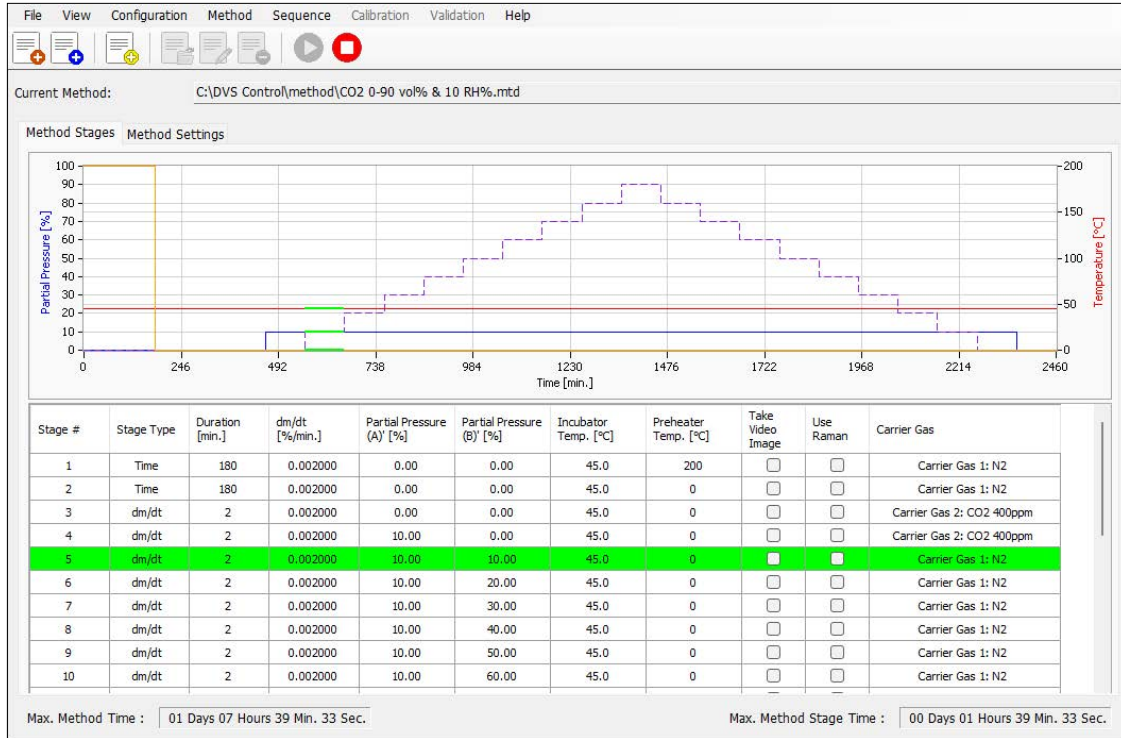 File View Configuration Method Sequence Calibration Validation Help
Current Method: C:\DVS Control\method\CO2 0-90 vol% & 10 RH%.mtd
Method Stages Method Settings
100 200
90
80
70 150
60
50 100
40
30
20 50
10
0 0
Partial Pressure [%]
Temperature [°C]
0 246 492 738 984 1230 1476 1722 1968 2214 2460
Time [min.]
Stage # Stage Type Duration [min.] dm/dt [%/min.] Partial Pressure (A)' [%] Partial Pressure (B)' [%] Incubator Temp. [°C] Preheater Temp. [°C] Take Video Image Use Raman Carrier Gas
1 Time 180 0.002000 0.00 0.00 45.0 200 Carrier Gas 1: N2
2 Time 180 0.002000 0.00 0.00 45.0 0 Carrier Gas 1: N2
3 dm/dt 2 0.002000 0.00 0.00 45.0 0 Carrier Gas 2: CO2 400ppm
4 dm/dt 2 0.002000 10.00 0.00 45.0 0 Carrier Gas 2: CO2 400ppm
5 dm/dt 2 0.002000 10.00 10.00 45.0 0 Carrier Gas 1: N2
6 dm/dt 2 0.002000 10.00 20.00 45.0 0 Carrier Gas 1: N2
7 dm/dt 2 0.002000 10.00 30.00 45.0 0 Carrier Gas 1: N2
8 dm/dt 2 0.002000 10.00 40.00 45.0 0 Carrier Gas 1: N2
9 dm/dt 2 0.002000 10.00 50.00 45.0 0 Carrier Gas 1: N2
10 dm/dt 2 0.002000 10.00 60.00 45.0 0 Carrier Gas 1: N2
Max. Method Time : 01 Days 07 Hours 39 Min. 33 Sec. Max. Method Stage Time : 00 Days 01 Hours 39 Min. 33 Sec.